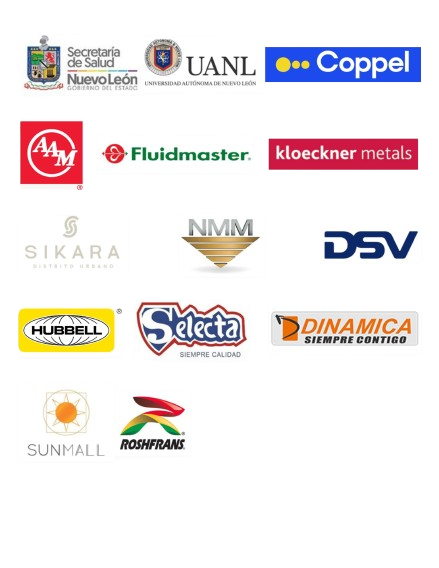 Secretaría
de Salud
Nuevo León
GOBIERNO DEL ESTADO
UANL
UNIVERSIDAD AUTÓNOMA DE NUEVO LEÓN
Coppel
AAM
®
Fluidmaster.
kloeckner metals
SIKARA
DISTRITO URBANO
NMM
DSV
HUBBELL
®
Selecta
SIEMPRE CALIDAD
DINAMICA
SIEMPRE CONTIGO
SUNMALL
ROSHFRANS